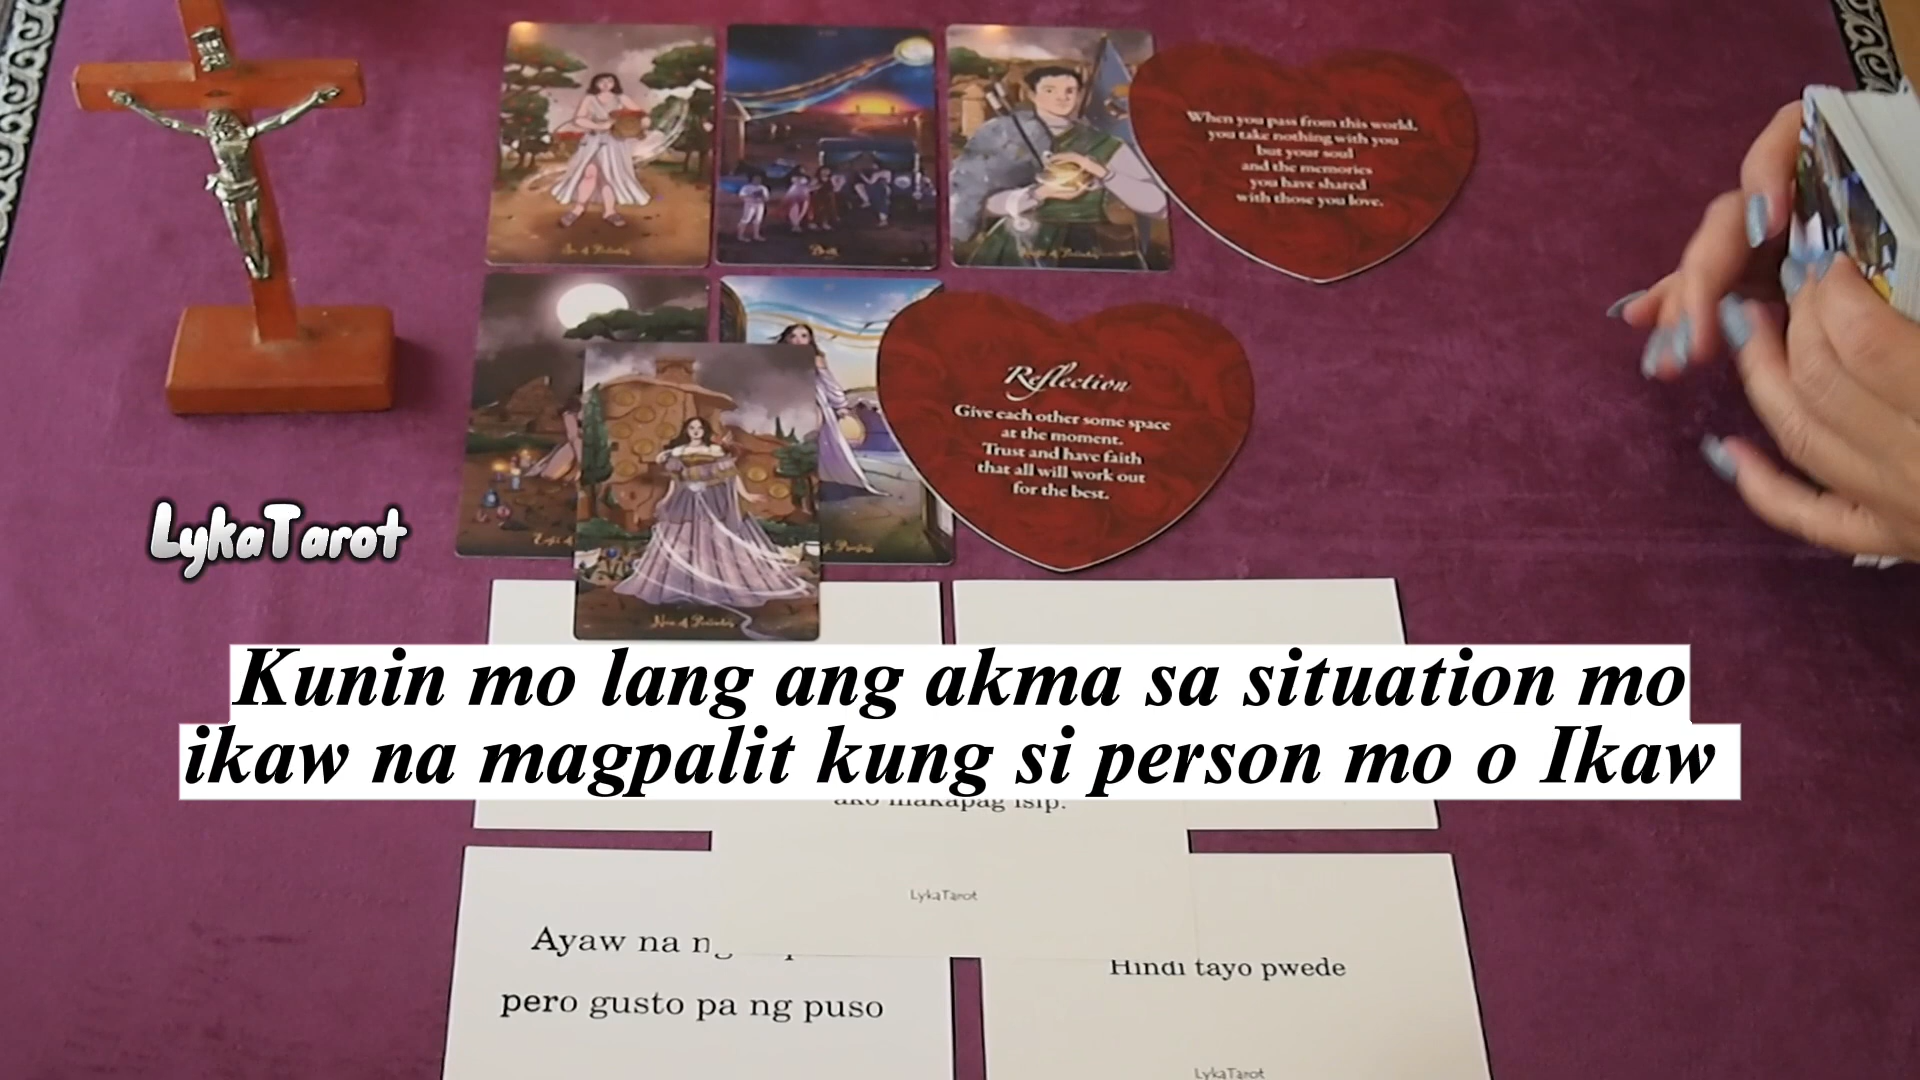 When you pass from this world,
you take nothing with you
but your soul
and the memories
you have shared
with those you love.
Reflection
Give each other some space
at the moment.
Trust and have faith
that all will work out
for the best.
LykaTarot
Kunin mo lang ang akma sa situation mo
ikaw na magpalit kung si person mo o Ikaw
ako makapag isip.
LykaTarot
Ayaw na
pero gusto pa ng puso
Hindi tayo pwede
LykaTarot